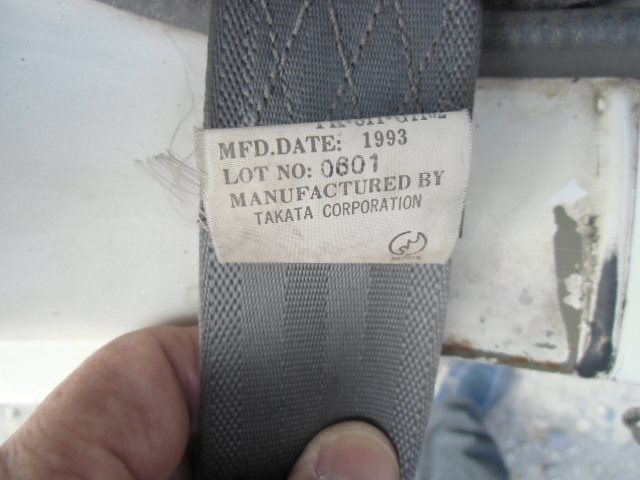 MFD.DATE: 1993
LOT NO: 0601
MANUFACTURED BY
TAKATA CORPORATION